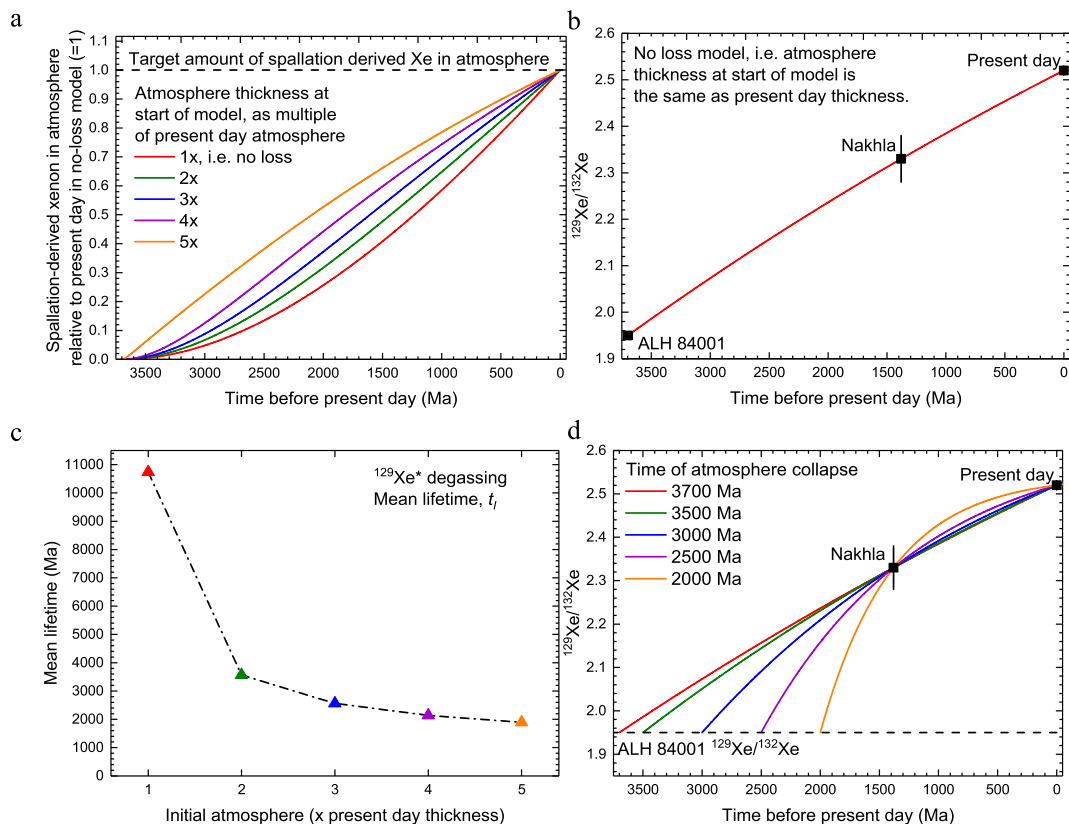 a
Spallation-derived xenon in atmosphere
relative to present day in no-loss model (=1)
1.1
1.0
0.9
0.8
0.7
0.6
0.5
0.4
0.3
0.2
0.1
0.0
Target amount of spallation derived Xe in atmosphere
Atmosphere thickness at
start of model, as multiple
of present day atmosphere
1x, i.e. no loss
2x
3x
4x
5x
3500 3000 2500 2000 1500 1000 500 0
Time before present day (Ma)
b
129Xe/132Xe
2.6
2.5
2.4
2.3
2.2
2.1
2.0
1.9
No loss model, i.e. atmosphere
thickness at start of model is
the same as present day thickness.
Present day
Nakhla
ALH 84001
3500 3000 2500 2000 1500 1000 500 0
Time before present day (Ma)
c
Mean lifetime (Ma)
11000
10000
9000
8000
7000
6000
5000
4000
3000
2000
1000
0
129Xe* degassing
Mean lifetime, tl
1 2 3 4 5
Initial atmosphere (x present day thickness)
d
129Xe/132Xe
2.6
2.5
2.4
2.3
2.2
2.1
2.0
1.9
Time of atmosphere collapse
3700 Ma
3500 Ma
3000 Ma
2500 Ma
2000 Ma
Present day
Nakhla
ALH 84001 129Xe/132Xe
3500 3000 2500 2000 1500 1000 500 0
Time before present day (Ma)